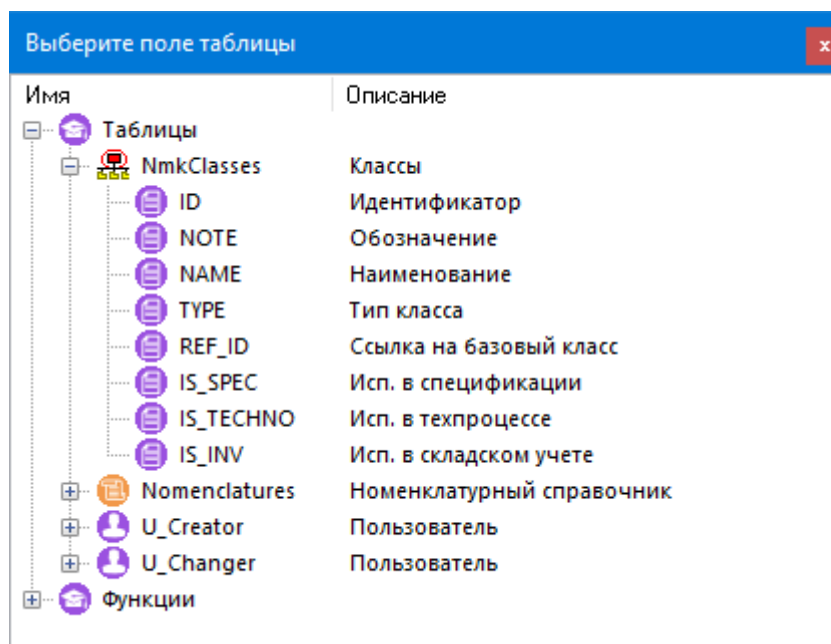 Выберите поле таблицы x
Имя Описание
Таблицы
NmkClasses Классы
ID Идентификатор
NOTE Обозначение
NAME Наименование
TYPE Тип класса
REF_ID Ссылка на базовый класс
IS_SPEC Исп. в спецификации
IS_TECHNO Исп. в техпроцессе
IS_INV Исп. в складском учете
Nomenclatures Номенклатурный справочник
U_Creator Пользователь
U_Changer Пользователь
Функции